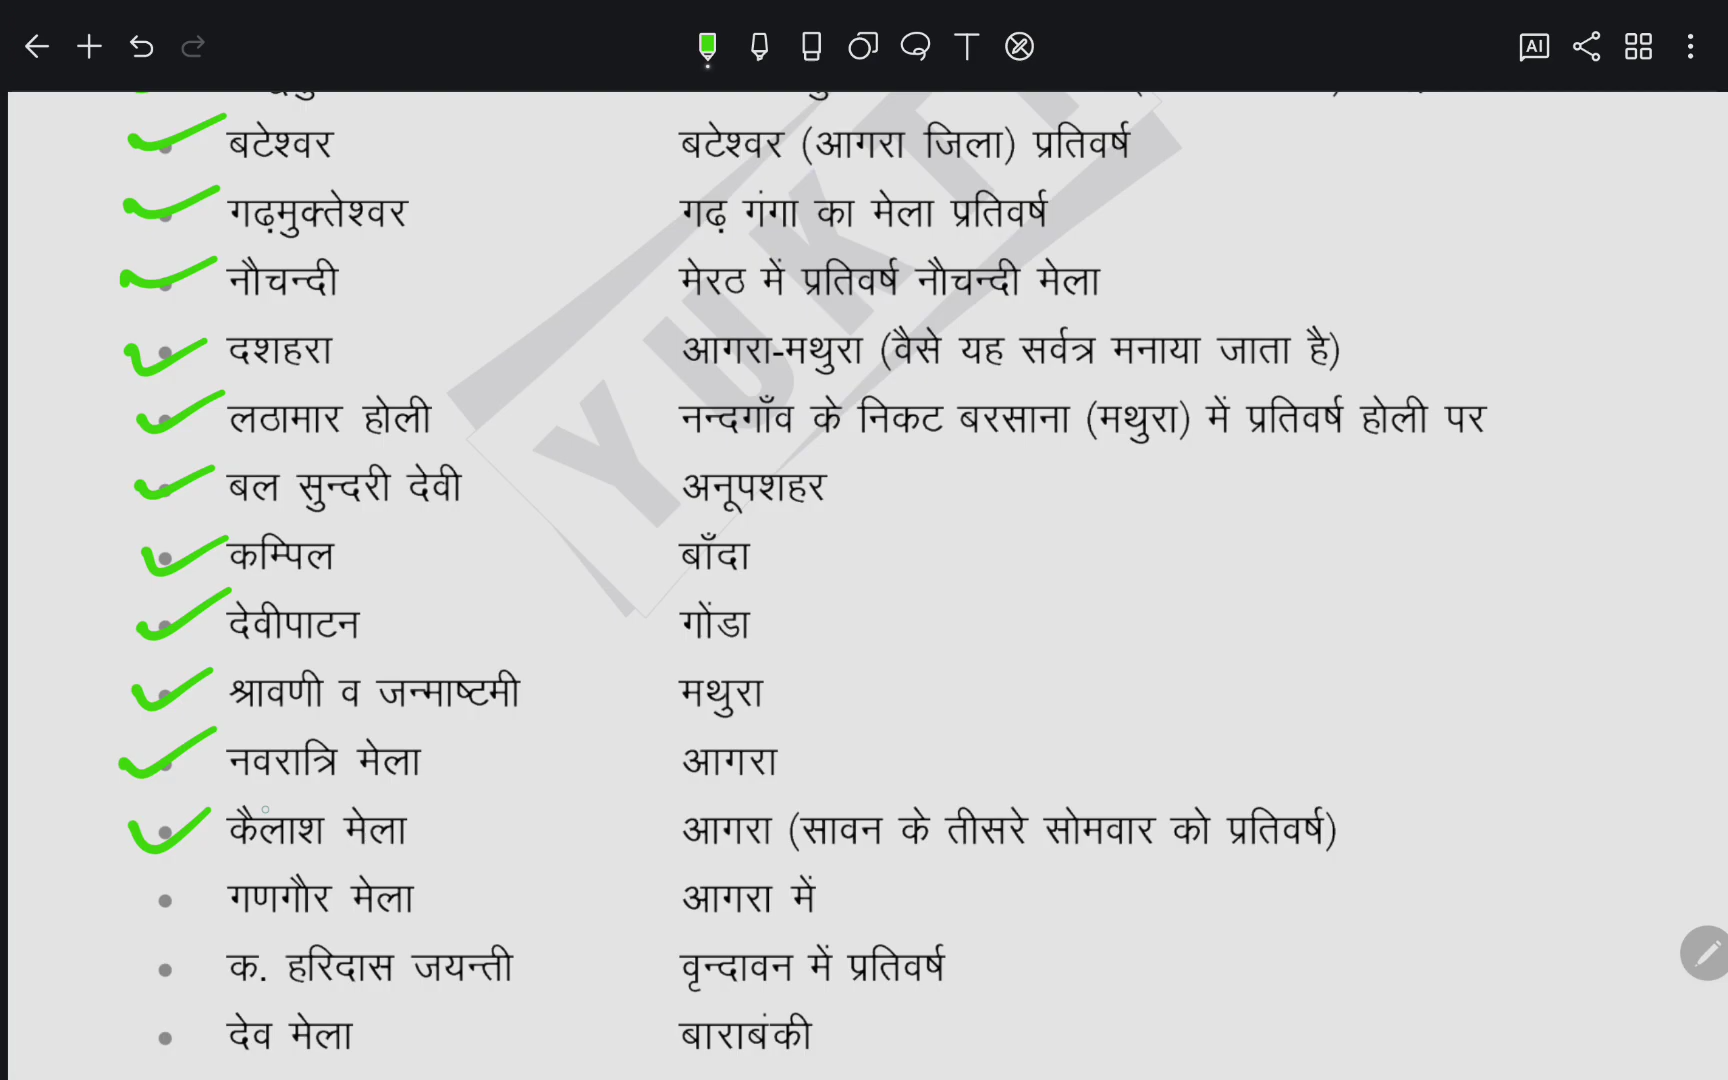 बटेश्वर बटेश्वर (आगरा जिला) प्रतिवर्ष
गढ़मुक्तेश्वर गढ़ गंगा का मेला प्रतिवर्ष
नौचन्दी मेरठ में प्रतिवर्ष नौचन्दी मेला
दशहरा आगरा-मथुरा (वैसे यह सर्वत्र मनाया जाता है)
लठामार होली नन्दगाँव के निकट बरसाना (मथुरा) में प्रतिवर्ष होली पर
बल सुन्दरी देवी अनूपशहर
कम्पिल बाँदा
देवीपाटन गोंडा
श्रावणी व जन्माष्टमी मथुरा
नवरात्रि मेला आगरा
कैलाश मेला आगरा (सावन के तीसरे सोमवार को प्रतिवर्ष)
गणगौर मेला आगरा में
क. हरिदास जयन्ती वृन्दावन में प्रतिवर्ष
देव मेला बाराबंकी